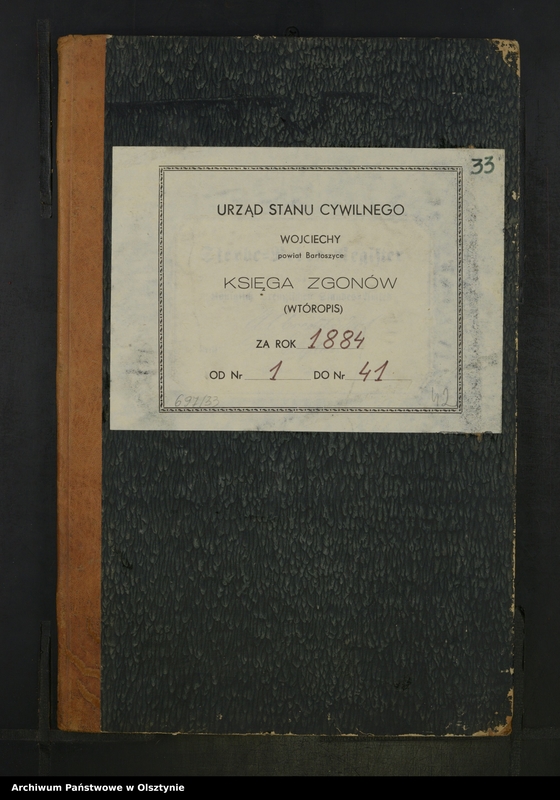 33
URZĄD STANU CYWILNEGO
WOJCIECHY
powiat Bartoszyce
KSIĘGA ZGONÓW
(WTÓROPIS)
ZA ROK 1884
OD Nr 1 DO Nr 41
Archiwum Państwowe w Olsztynie